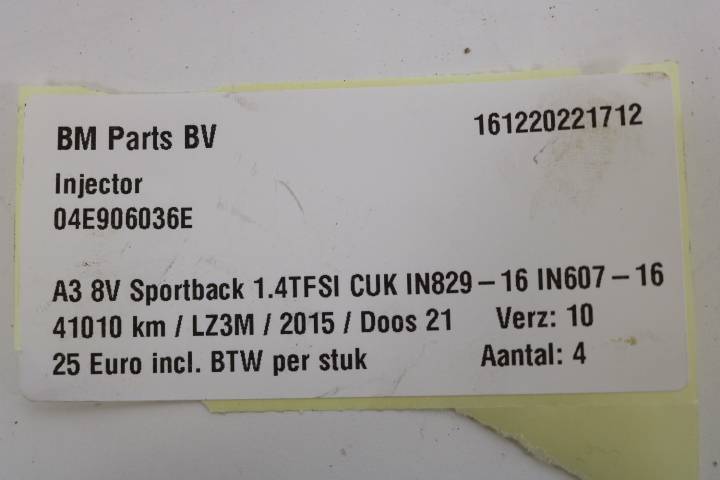 BM Parts BV
161220221712
Injector
04E906036E
A3 8V Sportback 1.4TFSI CUK IN829-16 IN607-16
41010 km / LZ3M / 2015 / Doos 21 Verz: 10
25 Euro incl. BTW per stuk Aantal: 4